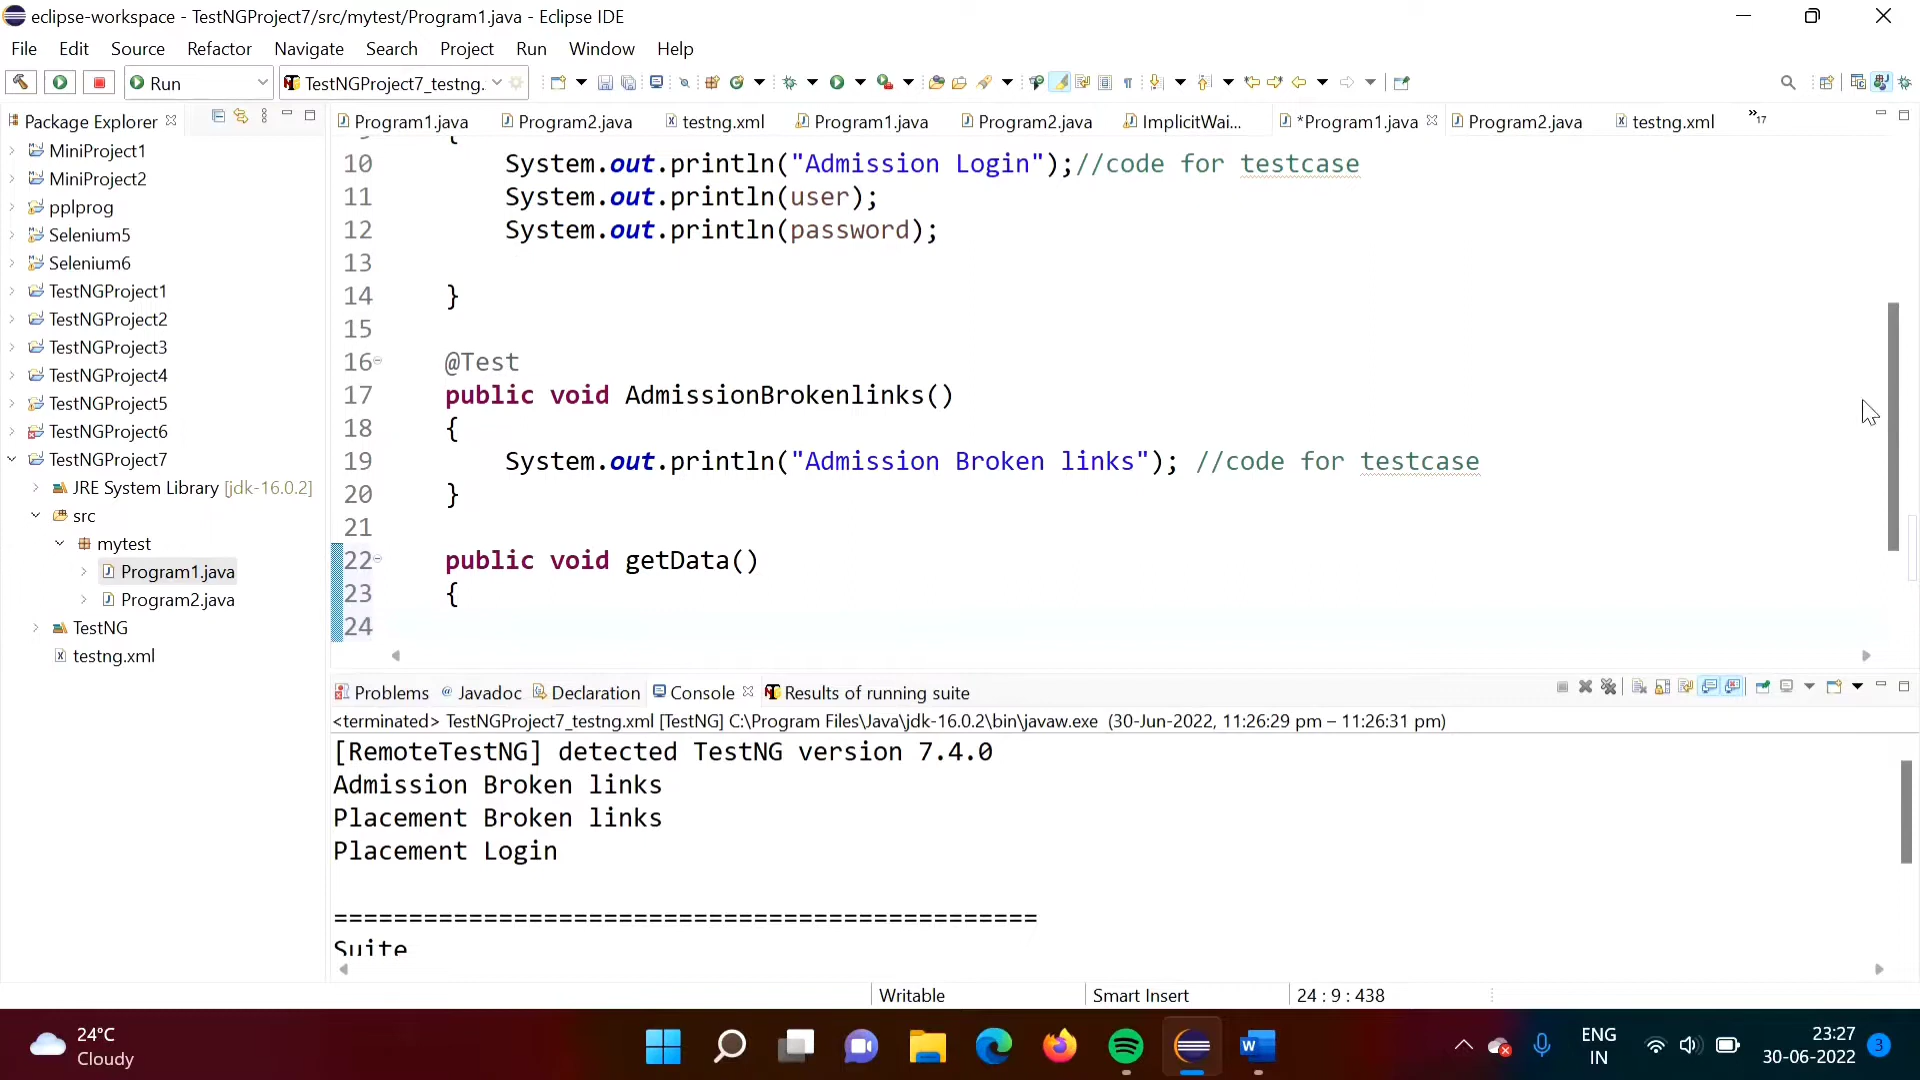 eclipse-workspace - TestNGProject7/src/mytest/Program1.java - Eclipse IDE
File Edit Source Refactor Navigate Search Project Run Window Help
Run TestNGProject7_testng.
Package Explorer
Program1.java Program2.java testng.xml Program1.java Program2.java ImplicitWai... *Program1.java Program2.java testng.xml »17
MiniProject1
MiniProject2
pplprog
Selenium5
Selenium6
TestNGProject1
TestNGProject2
TestNGProject3
TestNGProject4
TestNGProject5
TestNGProject6
TestNGProject7
JRE System Library [jdk-16.0.2]
src
mytest
Program1.java
Program2.java
TestNG
testng.xml
{
10 System.out.println("Admission Login");//code for testcase
11 System.out.println(user);
12 System.out.println(password);
13
14 }
15
16 @Test
17 public void AdmissionBrokenlinks()
18 {
19 System.out.println("Admission Broken links"); //code for testcase
20 }
21
22 public void getData()
23 {
24
Problems @ Javadoc Declaration Console Results of running suite
<terminated> TestNGProject7_testng.xml [TestNG] C:\Program Files\Java\jdk-16.0.2\bin\javaw.exe (30-Jun-2022, 11:26:29 pm – 11:26:31 pm)
[RemoteTestNG] detected TestNG version 7.4.0
Admission Broken links
Placement Broken links
Placement Login
===============================================
Suite
Writable Smart Insert 24 : 9 : 438
24°C
Cloudy
ENG
IN
23:27
30-06-2022
3